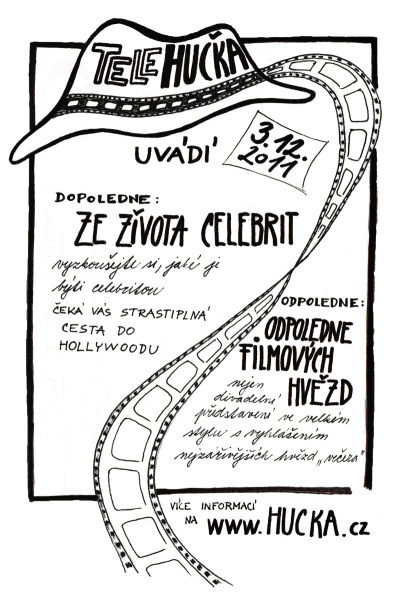 TELEHUČKA
UVÁDÍ
3.12.
2011
DOPOLEDNE:
ZE ŽIVOTA CELEBRIT
vyzkoušejte si, jaké je
býti celebritou
ČEKÁ VÁS STRASTIPLNÁ
CESTA DO
HOLLYWOODU
ODPOLEDNE:
ODPOLEDNE
FILMOVÝCH
HVĚZD
nejen
divadelní
představení ve velkém
stylu s vyhlášením
nejzářivějších hvězd „večera"
VÍCE INFORMACÍ
NA WWW.HUCKA.cz